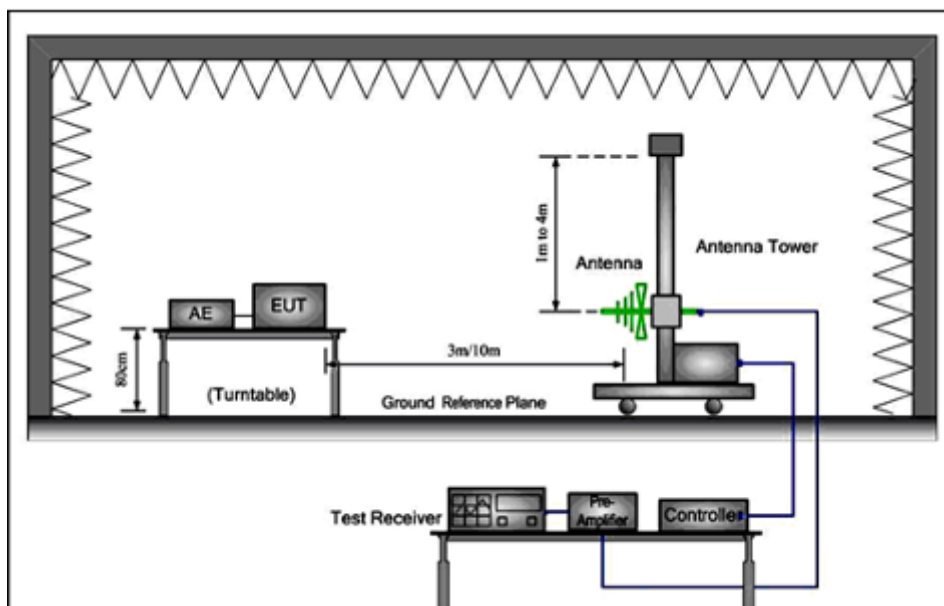 1m to 4m
Antenna
Antenna Tower
AE
EUT
80cm
3m/10m
(Turntable)
Ground Reference Plane
Test Receiver
Pre-
Amplifier
Controller